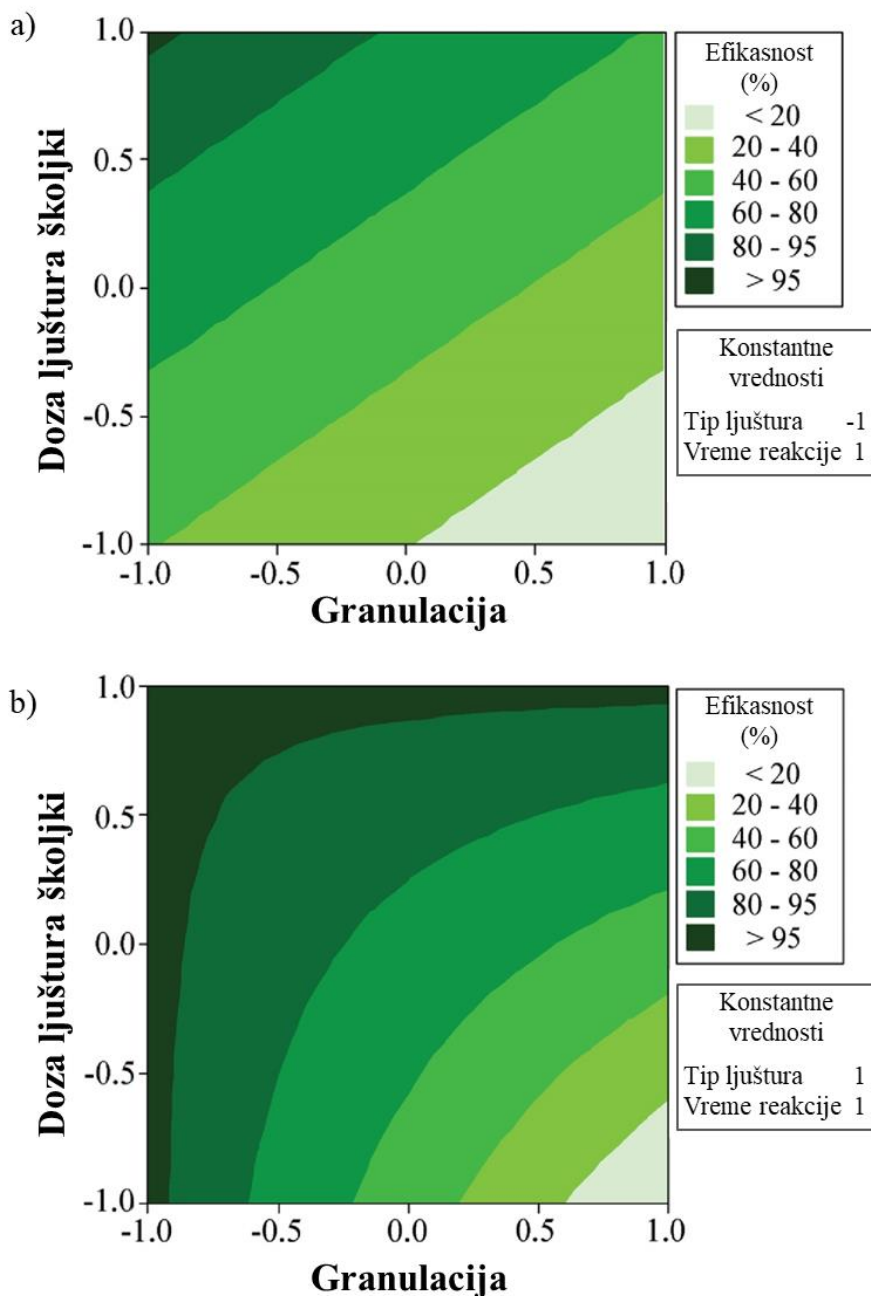 a)
1.0
0.5
0.0
-0.5
-1.0
Doza ljuštura školjki
-1.0 -0.5 0.0 0.5 1.0
Granulacija
Efikasnost
(%)
< 20
20 - 40
40 - 60
60 - 80
80 - 95
> 95
Konstantne
vrednosti
Tip ljuštura -1
Vreme reakcije 1
b)
1.0
0.5
0.0
-0.5
-1.0
Doza ljuštura školjki
-1.0 -0.5 0.0 0.5 1.0
Granulacija
Efikasnost
(%)
< 20
20 - 40
40 - 60
60 - 80
80 - 95
> 95
Konstantne
vrednosti
Tip ljuštura 1
Vreme reakcije 1